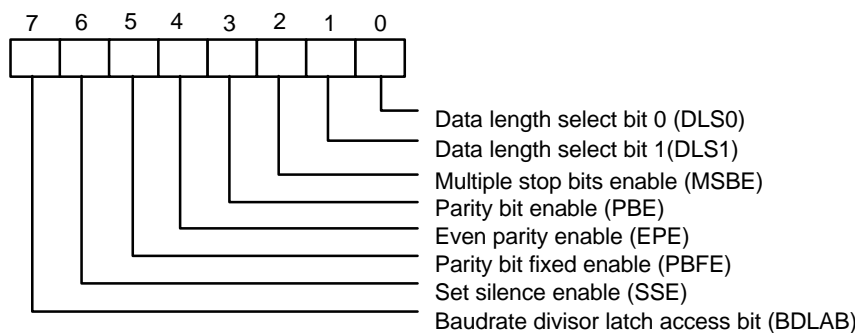 7 6 5 4 3 2 1 0
Data length select bit 0 (DLS0)
Data length select bit 1(DLS1)
Multiple stop bits enable (MSBE)
Parity bit enable (PBE)
Even parity enable (EPE)
Parity bit fixed enable (PBFE)
Set silence enable (SSE)
Baudrate divisor latch access bit (BDLAB)